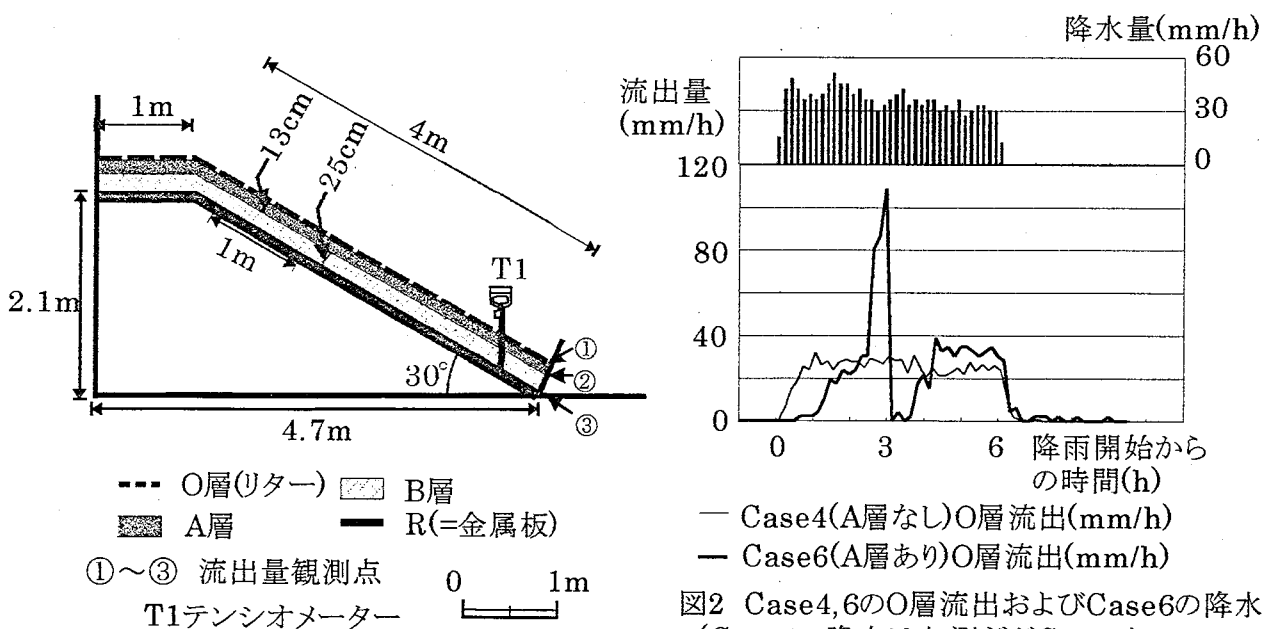 1m
13cm
25cm
4m
1m
T1
2.1m
30°
①
②
③
4.7m
O層(リター)
B層
A層
R(=金属板)
①～③ 流出量観測点
T1テンシオメーター
0 1m
降水量(mm/h)
60
30
0
流出量
(mm/h)
120
80
40
0
0 3 6 降雨開始から
の時間(h)
Case4(A層なし)O層流出(mm/h)
Case6(A層あり)O層流出(mm/h)
図2 Case4,6のO層流出およびCase6の降水